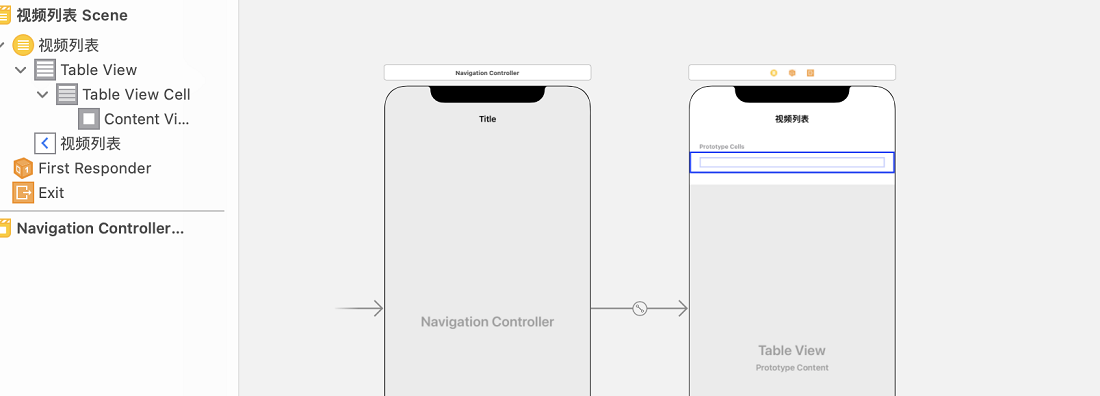 视频列表 Scene
视频列表
Table View
Table View Cell
Content Vi...
视频列表
First Responder
Exit
Navigation Controller...
Navigation Controller
Title
Navigation Controller
视频列表
Prototype Cells
Table View
Prototype Content